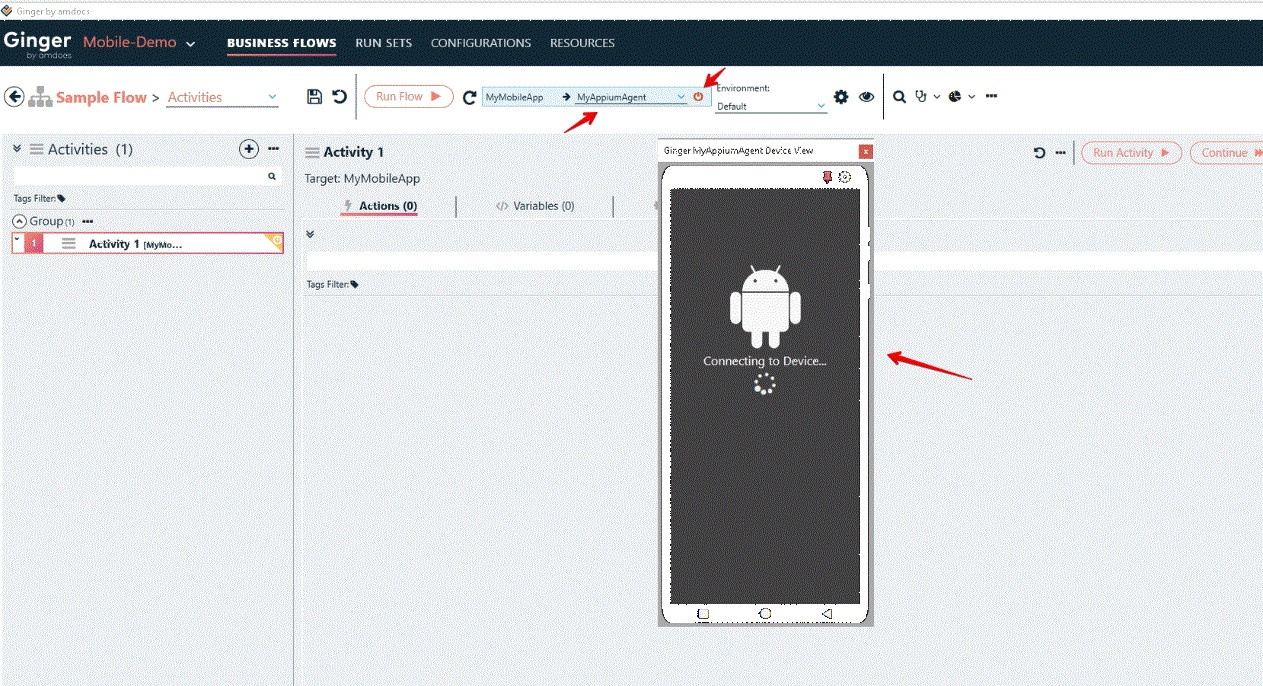 Ginger by amdocs
Ginger by amdocs Mobile-Demo BUSINESS FLOWS RUN SETS CONFIGURATIONS RESOURCES
Sample Flow > Activities Run Flow MyMobileApp MyAppiumAgent Environment: Default
Activities (1)
Tags Filter:
Group(1)
1 Activity 1 [MyMo...
Activity 1
Target: MyMobileApp
Actions (0) Variables (0)
Tags Filter:
Ginger MyAppiumAgent Device View
Connecting to Device...
Run Activity Continue